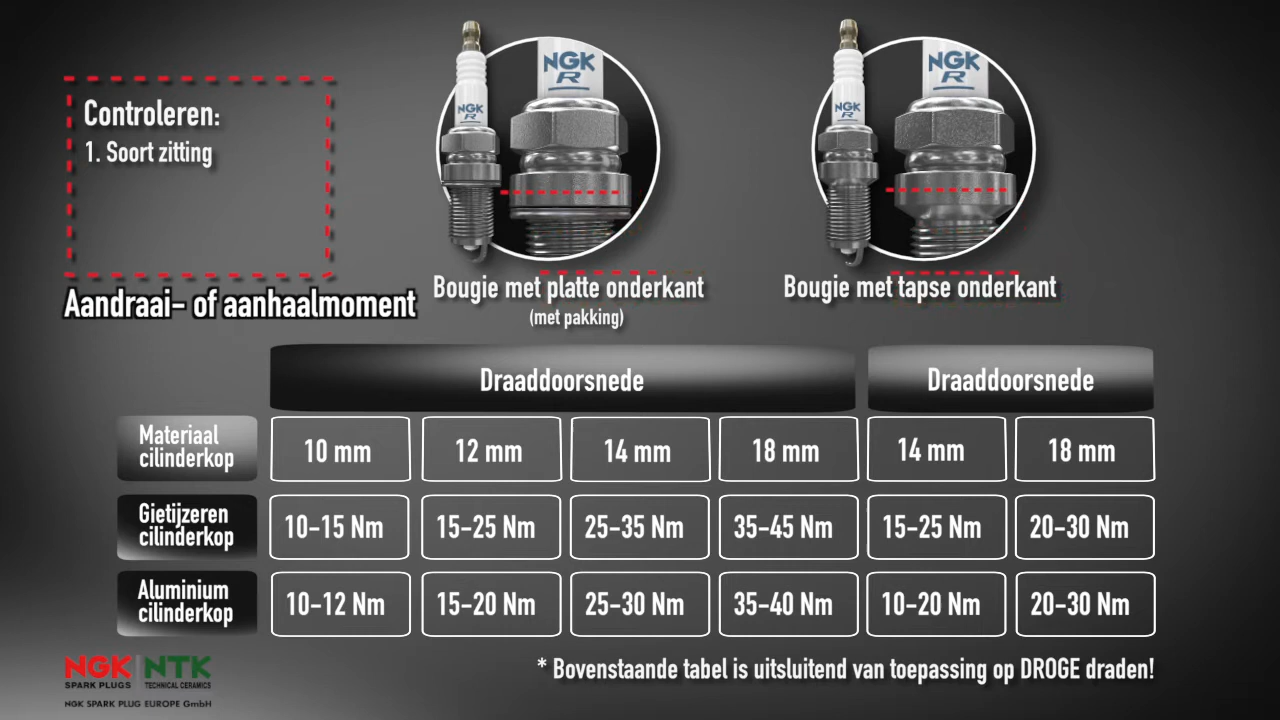 NGK
R
NGK
R
NGK
R
NGK
R
Controleren:
1. Soort zitting
Aandraai- of aanhaalmoment
Bougie met platte onderkant
(met pakking)
Bougie met tapse onderkant
Draaddoorsnede
Draaddoorsnede
Materiaal
cilinderkop
10 mm
12 mm
14 mm
18 mm
14 mm
18 mm
Gietijzeren
cilinderkop
10-15 Nm
15-25 Nm
25-35 Nm
35-45 Nm
15-25 Nm
20-30 Nm
Aluminium
cilinderkop
10-12 Nm
15-20 Nm
25-30 Nm
35-40 Nm
10-20 Nm
20-30 Nm
* Bovenstaande tabel is uitsluitend van toepassing op DROGE draden!
NGK NTK
SPARK PLUGS TECHNICAL CERAMICS
NGK SPARK PLUG EUROPE GmbH